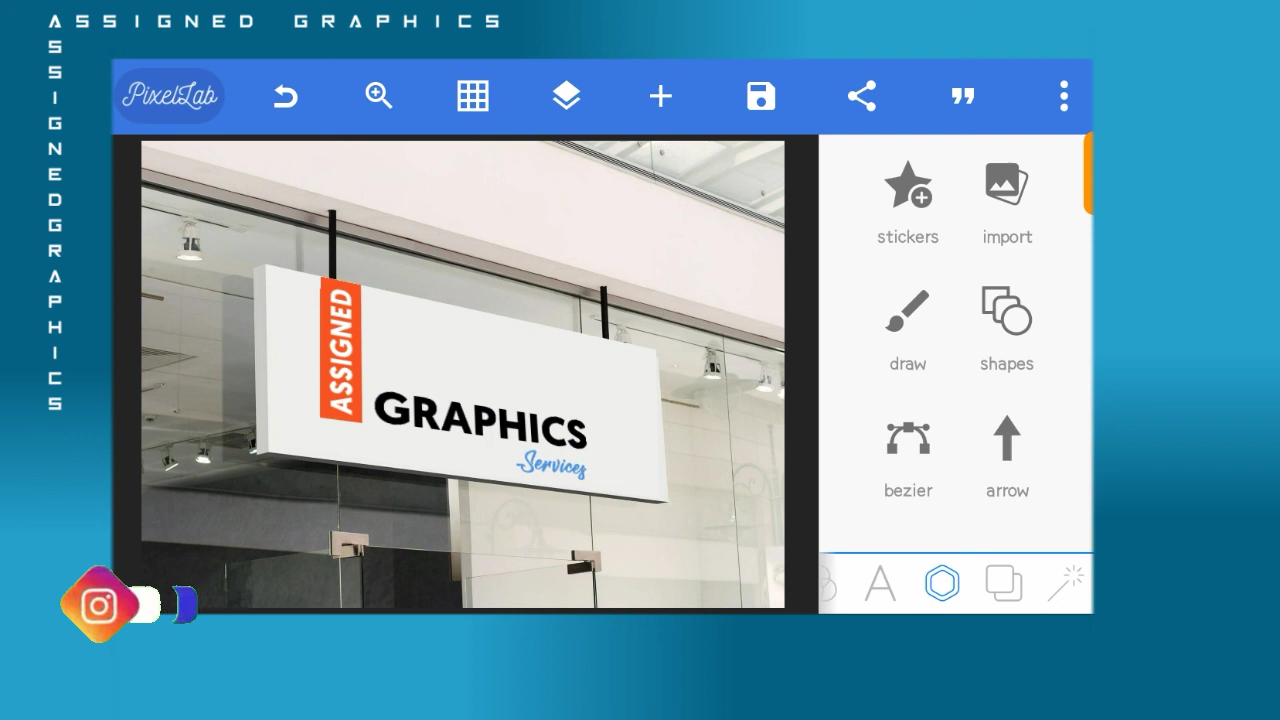 ASSIGNED GRAPHICS
ASSIGNEDGRAPHICS
PixelLab
stickers
import
draw
shapes
bezier
arrow
ASSIGNED
GRAPHICS
Services
A